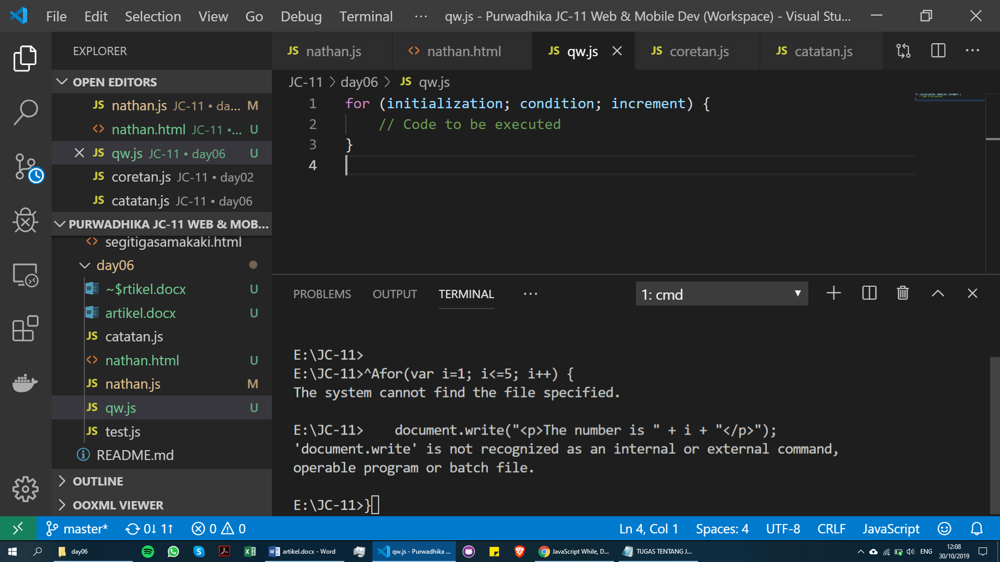 File Edit Selection View Go Debug Terminal ··· qw.js - Purwadhika JC-11 Web & Mobile Dev (Workspace) - Visual Stu...
EXPLORER
OPEN EDITORS
JS nathan.js JC-11 • da... M
<> nathan.html JC-11 •... U
JS qw.js JC-11 • day06 U
JS coretan.js JC-11 • day02
JS catatan.js JC-11 • day06
PURWADHIKA JC-11 WEB & MOB...
<> segitigasamakaki.html
day06
~$rtikel.docx U
artikel.docx U
JS catatan.js
<> nathan.html U
JS nathan.js M
JS qw.js U
JS test.js
README.md
OUTLINE
OOXML VIEWER
JS nathan.js <> nathan.html JS qw.js JS coretan.js JS catatan.js
JC-11 > day06 > JS qw.js
1 for (initialization; condition; increment) {
2 // Code to be executed
3 }
4
PROBLEMS OUTPUT TERMINAL ··· 1: cmd
E:\JC-11>
E:\JC-11>^Afor(var i=1; i<=5; i++) {
The system cannot find the file specified.
E:\JC-11>    document.write("<p>The number is " + i + "</p>");
'document.write' is not recognized as an internal or external command,
operable program or batch file.
E:\JC-11>}
master* 0↓ 1↑ 0 0 Ln 4, Col 1 Spaces: 4 UTF-8 CRLF JavaScript
day06 artikel.docx - Word qw.js - Purwadhika ... JavaScript While, D... TUGAS TENTANG J... ENG 12:08
30/10/2019